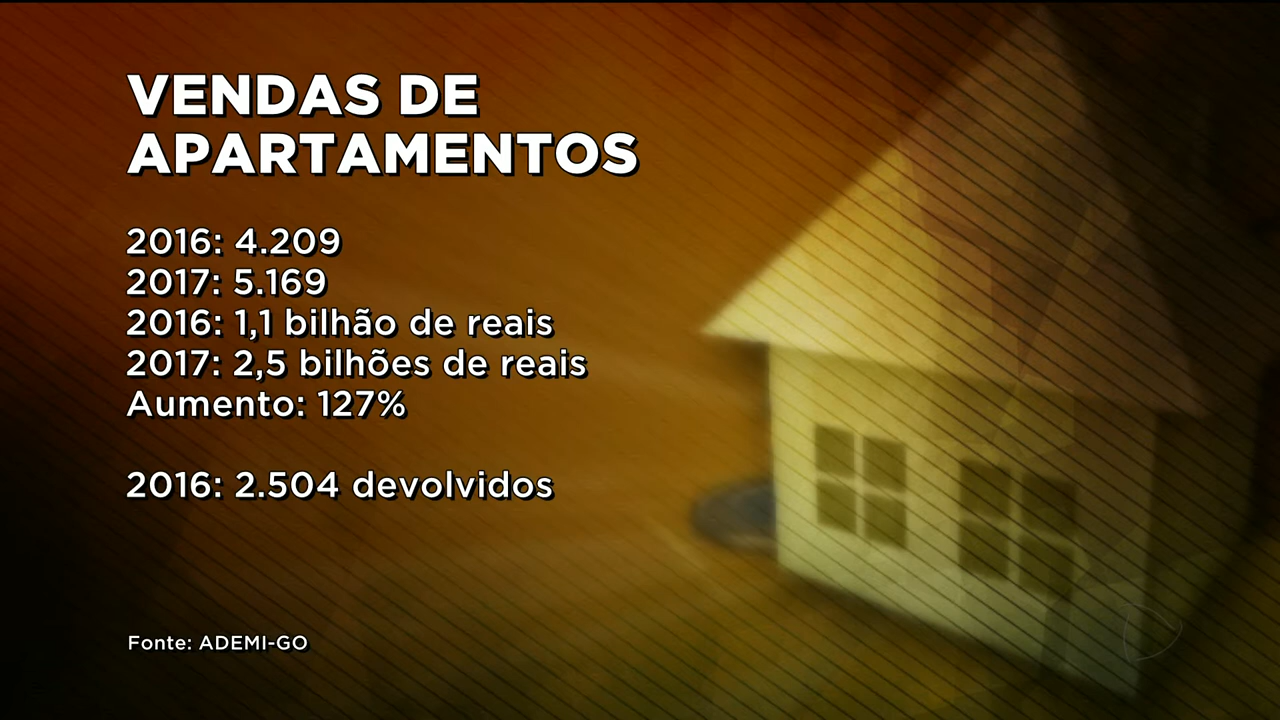 VENDAS DE
APARTAMENTOS
2016: 4.209
2017: 5.169
2016: 1,1 bilhão de reais
2017: 2,5 bilhões de reais
Aumento: 127%
2016: 2.504 devolvidos
Fonte: ADEMI-GO